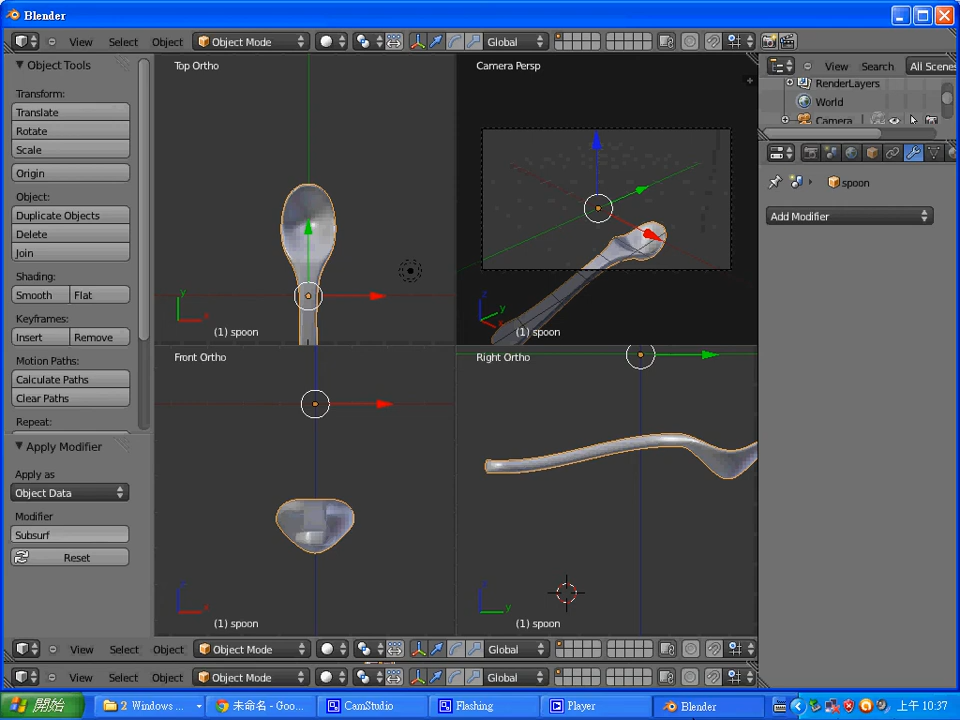 Blender
View Select Object Object Mode Global
View Search All Scenes
Object Tools
Transform:
Translate
Rotate
Scale
Origin
Object:
Duplicate Objects
Delete
Join
Shading:
Smooth Flat
Keyframes:
Insert Remove
Motion Paths:
Calculate Paths
Clear Paths
Repeat:
Apply Modifier
Apply as
Object Data
Modifier
Subsurf
Reset
Top Ortho
y
x
(1) spoon
Camera Persp
z
y
x
(1) spoon
Front Ortho
x
(1) spoon
Right Ortho
z
y
(1) spoon
RenderLayers
World
Camera
spoon
Add Modifier
View Select Object Object Mode Global
View Select Object Object Mode Global
開始 2 Windows ... 未命名 - Goo... CamStudio Flashing Player Blender 上午 10:37